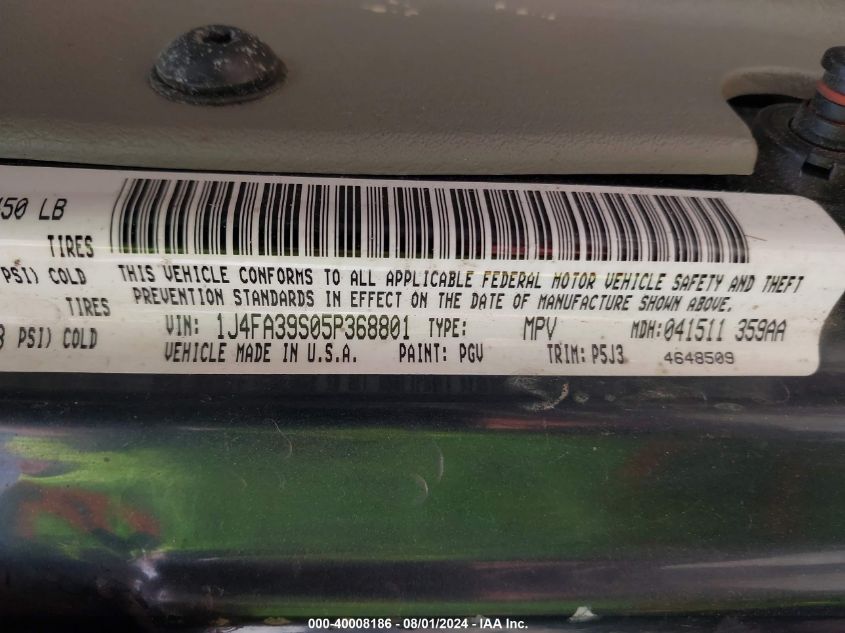 450 LB
TIRES
PSI) COLD
THIS VEHICLE CONFORMS TO ALL APPLICABLE FEDERAL MOTOR VEHICLE SAFETY AND THEFT
TIRES
PREVENTION STANDARDS IN EFFECT ON THE DATE OF MANUFACTURE SHOWN ABOVE.
PSI) COLD
VIN: 1J4FA39S05P368801 TYPE: MPV MDH: 041511 359AA
VEHICLE MADE IN U.S.A. PAINT: PGV TRIM: P5J3 4648509
000-40008186 - 08/01/2024 - IAA Inc.